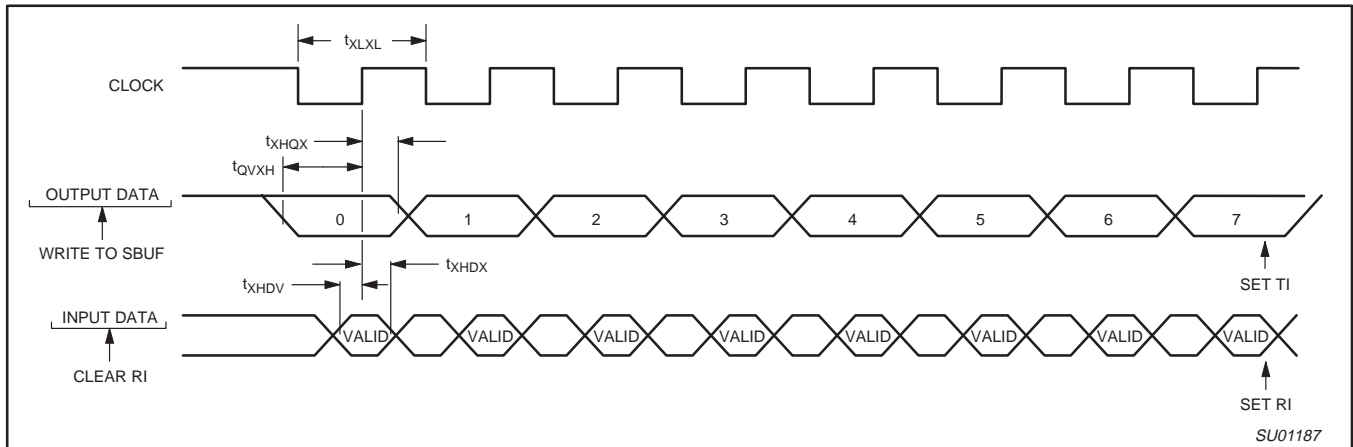 tXLXL
CLOCK
tXHQX
tQVXH
OUTPUT DATA
0 1 2 3 4 5 6 7
WRITE TO SBUF
tXHDX
tXHDV
SET TI
INPUT DATA
VALID VALID VALID VALID VALID VALID VALID VALID
CLEAR RI
SET RI
SU01187